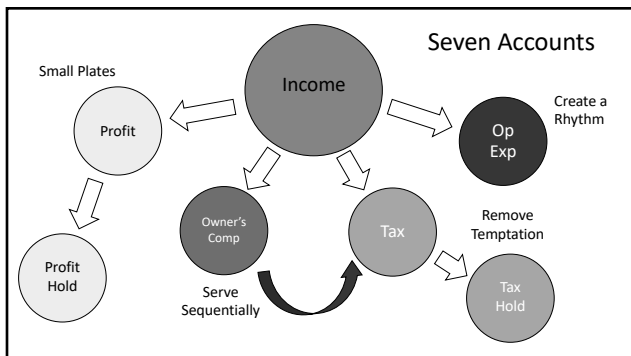 Seven Accounts
Small Plates
Income
Create a
Rhythm
Profit
Op
Exp
Owner's
Comp
Tax
Remove
Temptation
Profit
Hold
Serve
Sequentially
Tax
Hold